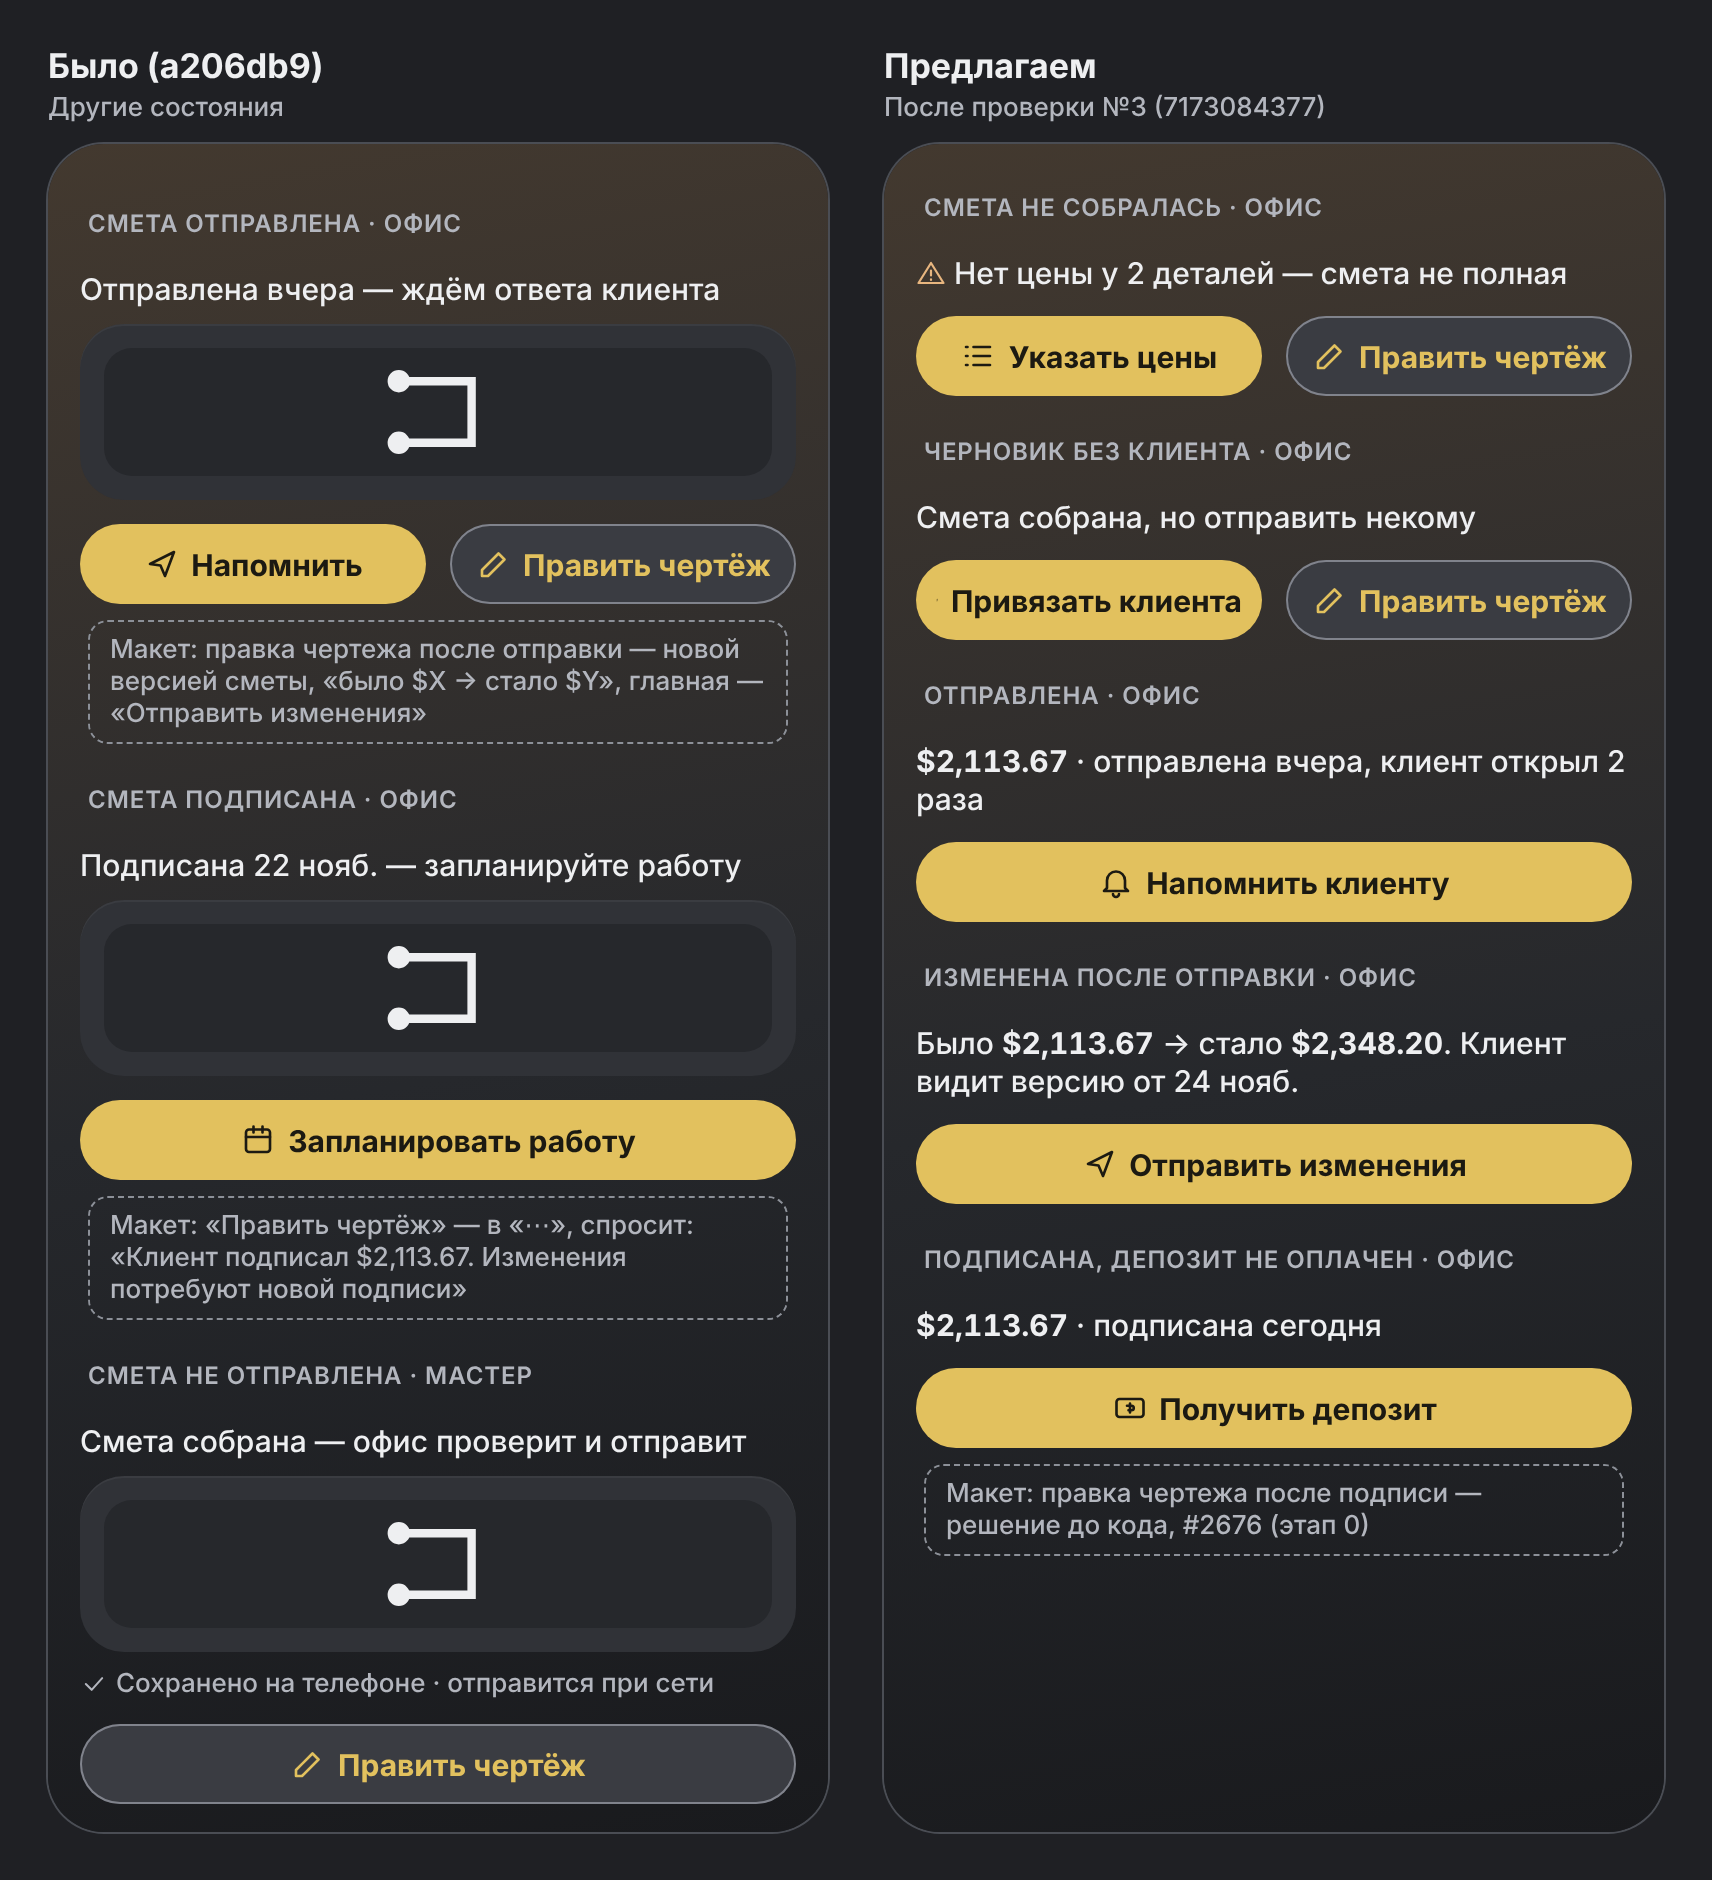 Было (a206db9)
Другие состояния
СМЕТА ОТПРАВЛЕНА · ОФИС
Отправлена вчера — ждём ответа клиента
Напомнить
Править чертёж
Макет: правка чертежа после отправки — новой
версией сметы, «было $X → стало $Y», главная —
«Отправить изменения»
СМЕТА ПОДПИСАНА · ОФИС
Подписана 22 нояб. — запланируйте работу
Запланировать работу
Макет: «Править чертёж» — в «···», спросит:
«Клиент подписал $2,113.67. Изменения
потребуют новой подписи»
СМЕТА НЕ ОТПРАВЛЕНА · МАСТЕР
Смета собрана — офис проверит и отправит
Сохранено на телефоне · отправится при сети
Править чертёж
Предлагаем
После проверки №3 (7173084377)
СМЕТА НЕ СОБРАЛАСЬ · ОФИС
Нет цены у 2 деталей — смета не полная
Указать цены
Править чертёж
ЧЕРНОВИК БЕЗ КЛИЕНТА · ОФИС
Смета собрана, но отправить некому
Привязать клиента
Править чертёж
ОТПРАВЛЕНА · ОФИС
$2,113.67 · отправлена вчера, клиент открыл 2
раза
Напомнить клиенту
ИЗМЕНЕНА ПОСЛЕ ОТПРАВКИ · ОФИС
Было $2,113.67 → стало $2,348.20. Клиент
видит версию от 24 нояб.
Отправить изменения
ПОДПИСАНА, ДЕПОЗИТ НЕ ОПЛАЧЕН · ОФИС
$2,113.67 · подписана сегодня
Получить депозит
Макет: правка чертежа после подписи —
решение до кода, #2676 (этап 0)